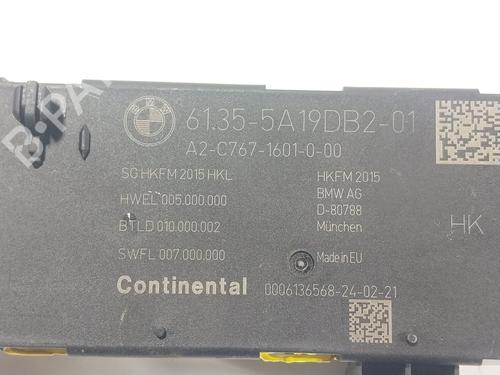 B-PARTS
61.35-5A19DB2-01
A2-C767-1601-0-00
SG HKFM 2015 HKL
HWEL 005.000.000
BTLD 010.000.002
SWFL 007.000.000
HKFM 2015
BMW AG
D-80788
München
HK
Made in EU
Continental
0006136568-24-02-21